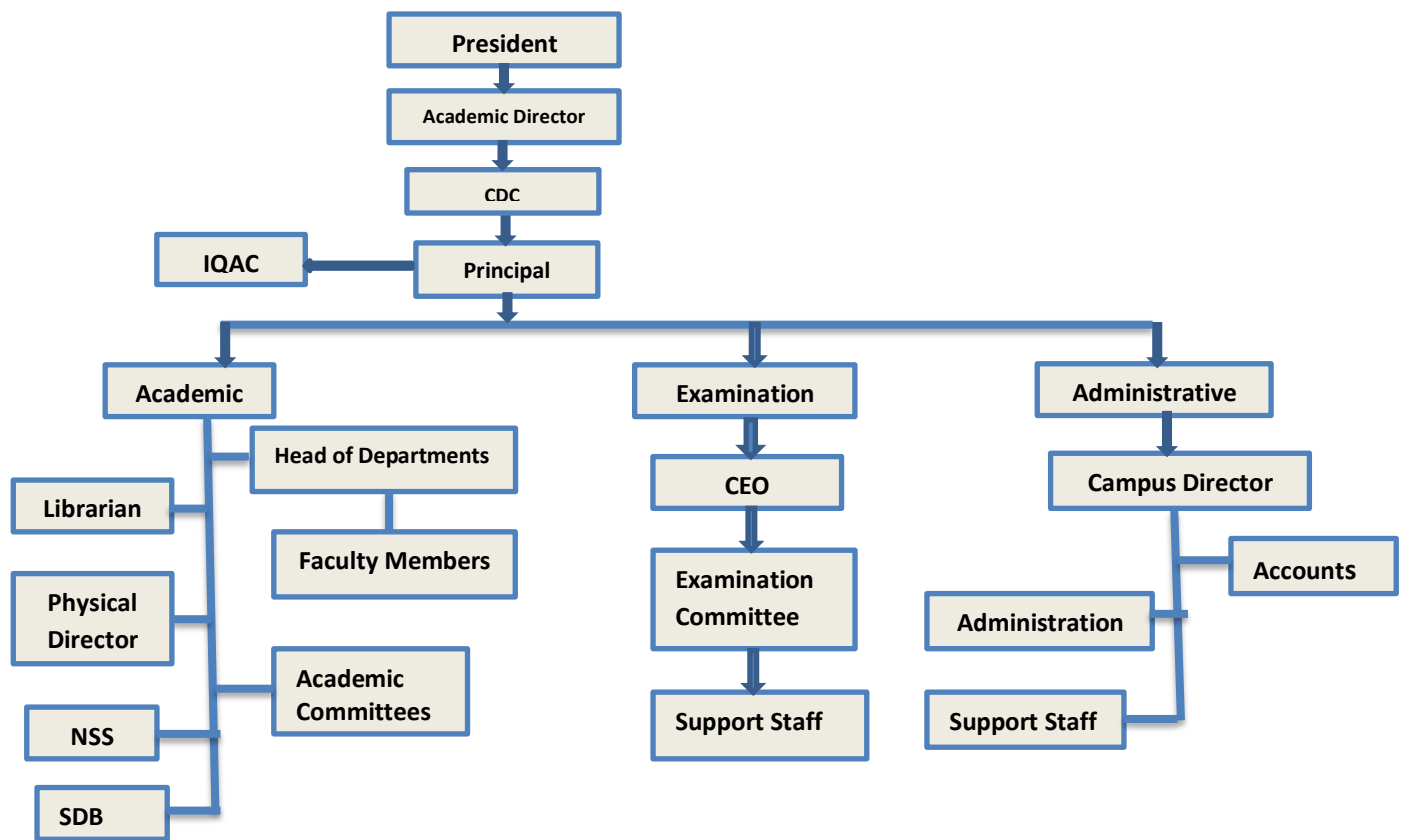 President
Academic Director
CDC
IQAC
Principal
Academic
Examination
Administrative
Head of Departments
CEO
Campus Director
Librarian
Faculty Members
Examination
Committee
Accounts
Physical
Director
Administration
Academic
Committees
NSS
Support Staff
Support Staff
SDB